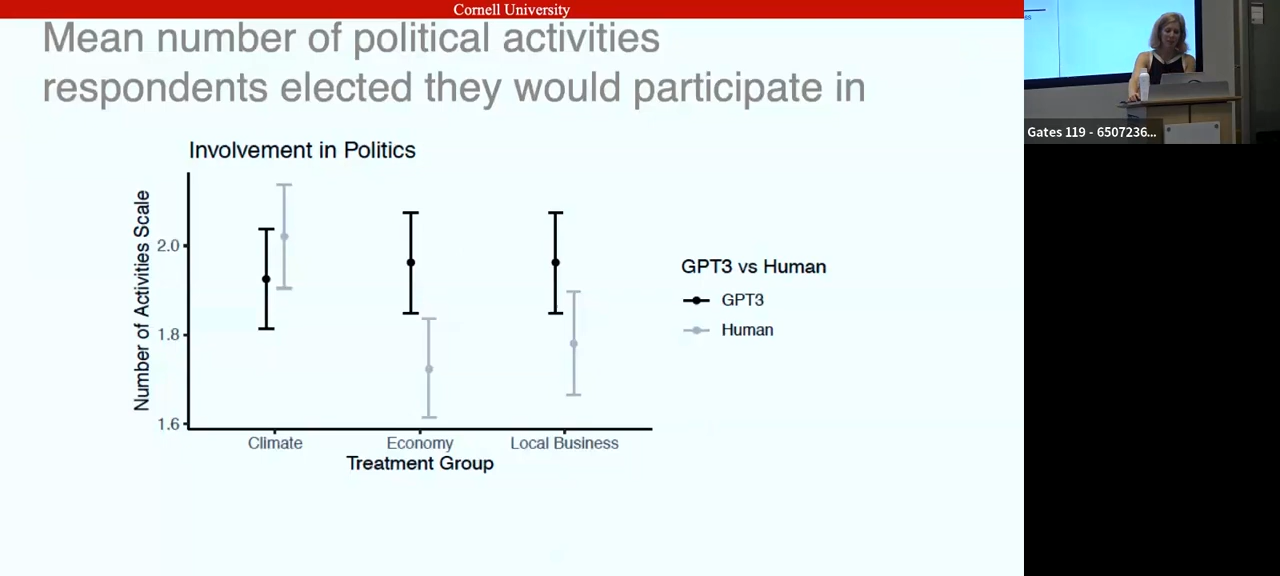 Cornell University
Mean number of political activities
respondents elected they would participate in
ss
Gates 119 - 6507236...
Involvement in Politics
Number of Activities Scale
2.0
1.8
1.6
Climate
Economy
Local Business
Treatment Group
GPT3 vs Human
GPT3
Human